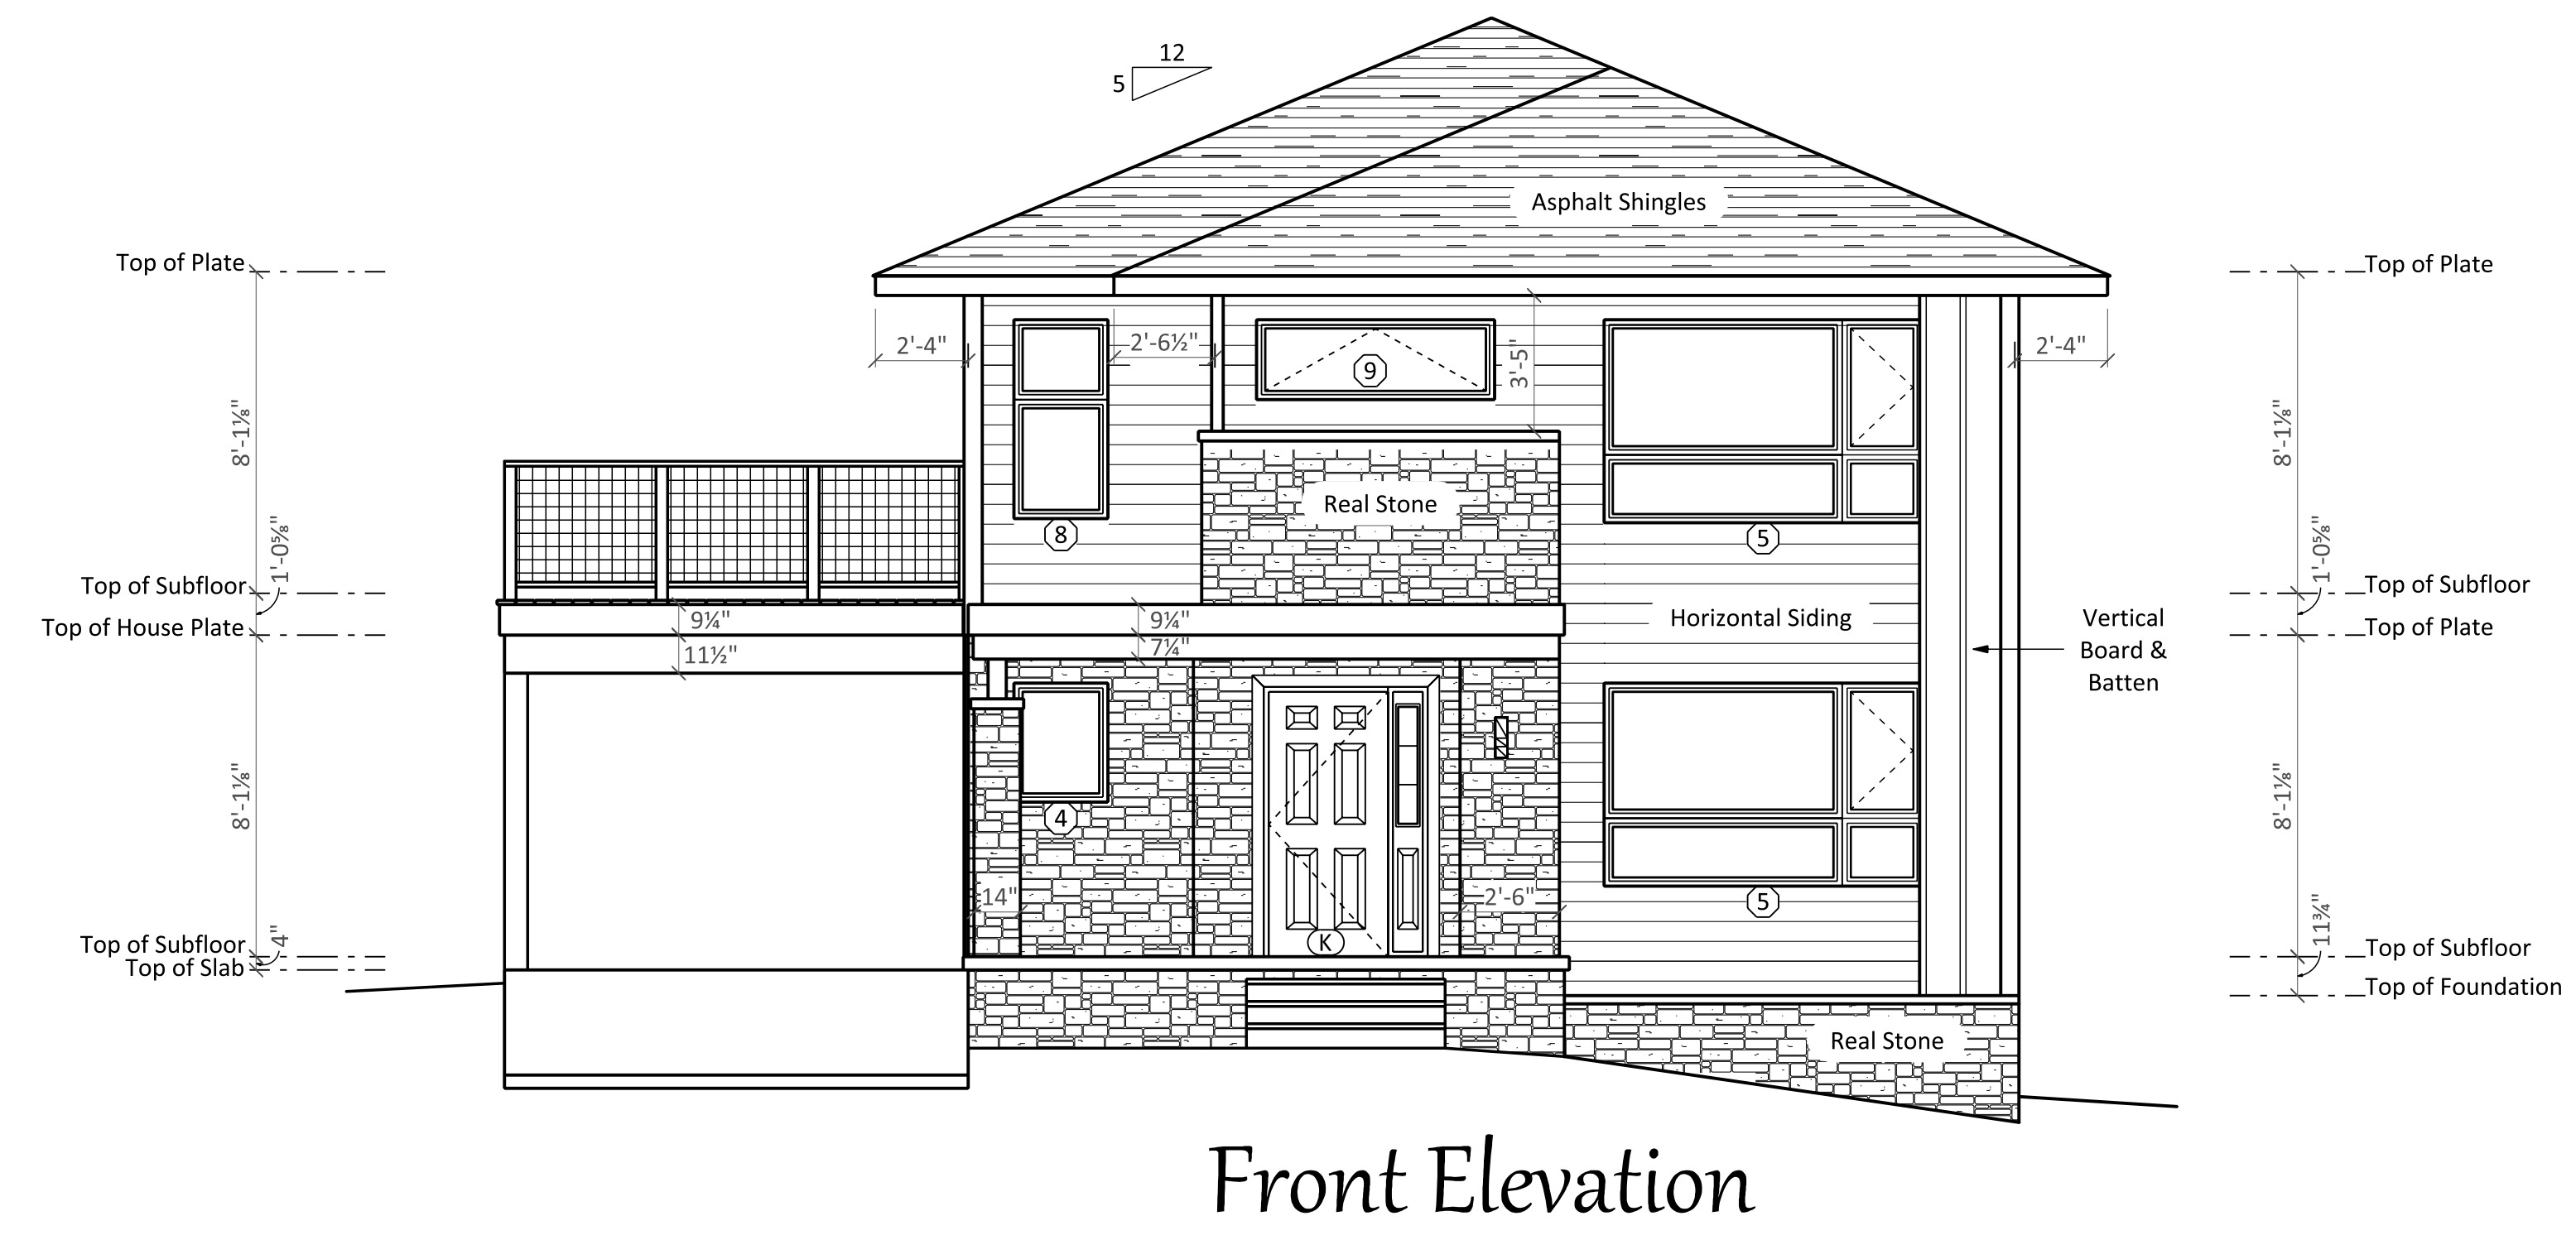 12
5
Asphalt Shingles
Top of Plate
Top of Plate
2'-4"
2'-6½"
9
3'-5"
2'-4"
8'-1⅛"
8'-1⅛"
Real Stone
8
5
1'-0⅝"
1'-0⅝"
Top of Subfloor
Top of Subfloor
9¼"
9¼"
Horizontal Siding
Top of House Plate
Top of Plate
11½"
7¼"
Vertical
Board &
Batten
8'-1⅛"
8'-1⅛"
4
14"
2'-6"
5
K
4"
11¾"
Top of Subfloor
Top of Subfloor
Top of Slab
Top of Foundation
Real Stone
Front Elevation